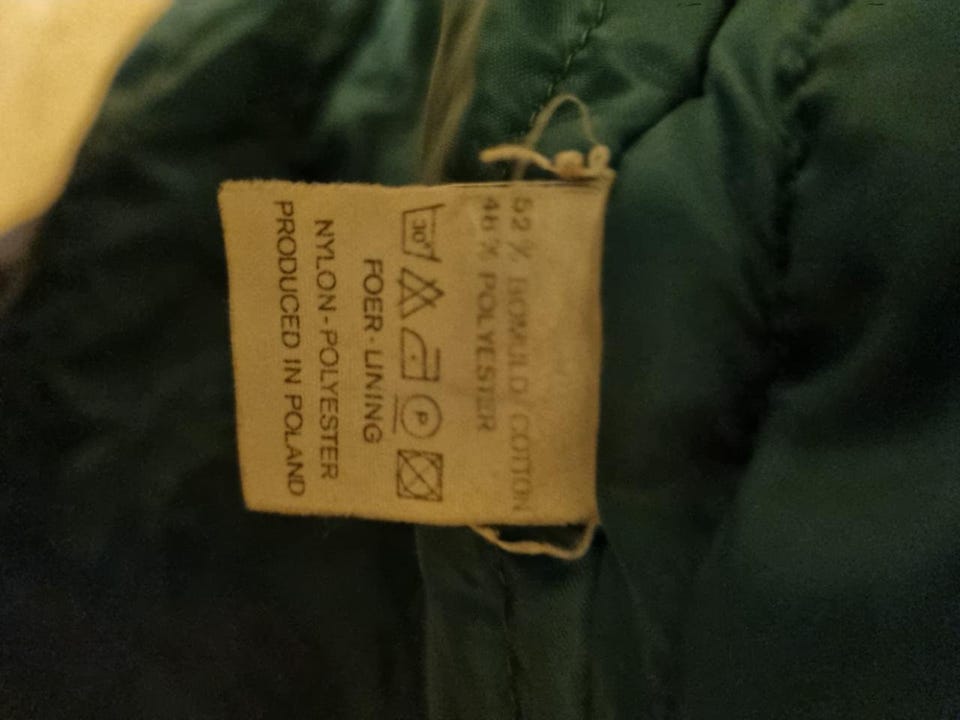 52 % BOMULD/COTTON
48 % POLYESTER
30°
P
FOER-LINING
NYLON-POLYESTER
PRODUCED IN POLAND